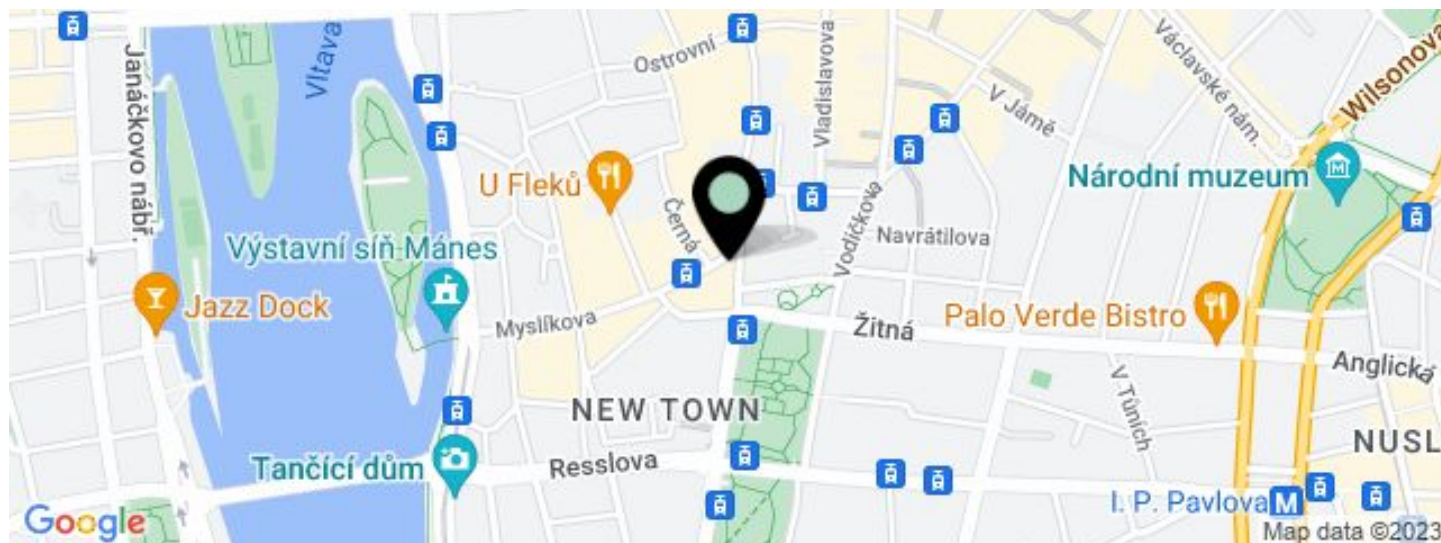 Janáčkovo nábř.
Vltava
Ostrovní
Vladislavova
V Jámě
Václavské nám.
Wilsonova
U Fleků
Černá
Národní muzeum
Výstavní síň Mánes
Vodičkova
Navrátilova
Jazz Dock
Myslíkova
Žitná
Palo Verde Bistro
Anglická
V Tůních
NEW TOWN
NUSL
Tančící dům
Resslova
I. P. Pavlova
M
Google
Map data ©2023